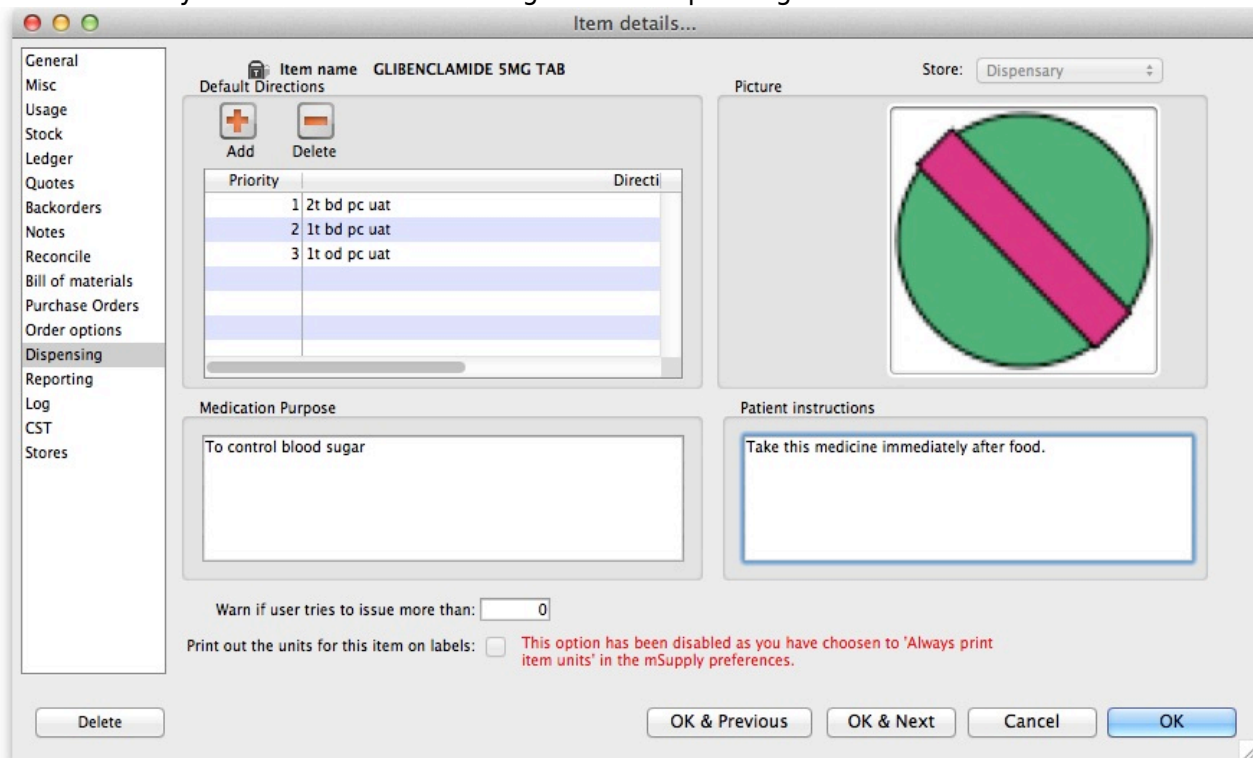 Item details...
General
Misc
Usage
Stock
Ledger
Quotes
Backorders
Notes
Reconcile
Bill of materials
Purchase Orders
Order options
Dispensing
Reporting
Log
CST
Stores
Item name GLIBENCLAMIDE 5MG TAB
Store: Dispensary
Default Directions
Add Delete
Priority Directi
1 2t bd pc uat
2 1t bd pc uat
3 1t od pc uat
Picture
Medication Purpose
To control blood sugar
Patient instructions
Take this medicine immediately after food.
Warn if user tries to issue more than: 0
Print out the units for this item on labels:
This option has been disabled as you have choosen to 'Always print
item units' in the mSupply preferences.
Delete
OK & Previous
OK & Next
Cancel
OK